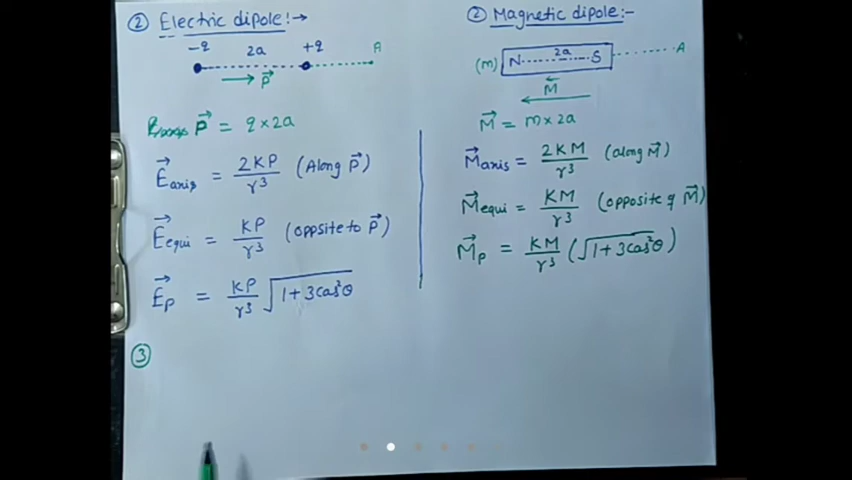 ② Electric dipole!→
-q 2a +q A
→ P⃗
P⃗ = q × 2a
E⃗axis = 2KP/r³ (Along P⃗)
E⃗equi = KP/r³ (oppsite to P⃗)
E⃗p = KP/r³ √1+3cos²θ
③
② Magnetic dipole:-
(m) N 2a S A
M⃗
M⃗ = m × 2a
M⃗axis = 2KM/r³ (along M⃗)
M⃗equi = KM/r³ (opposite of M⃗)
M⃗p = KM/r³ (√1+3cos²θ)